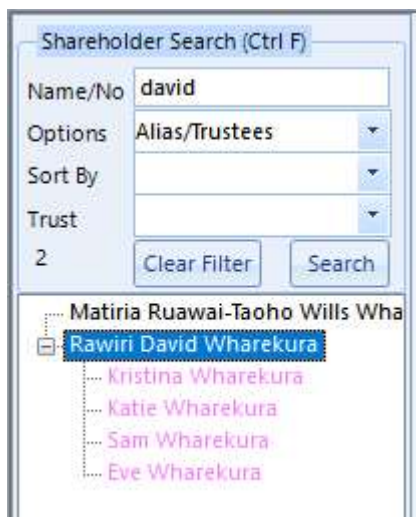 Shareholder Search (Ctrl F)
Name/No david
Options Alias/Trustees
Sort By
Trust
2 Clear Filter Search
Matiria Ruawai-Taoho Wills Wha
Rawiri David Wharekura
Kristina Wharekura
Katie Wharekura
Sam Wharekura
Eve Wharekura